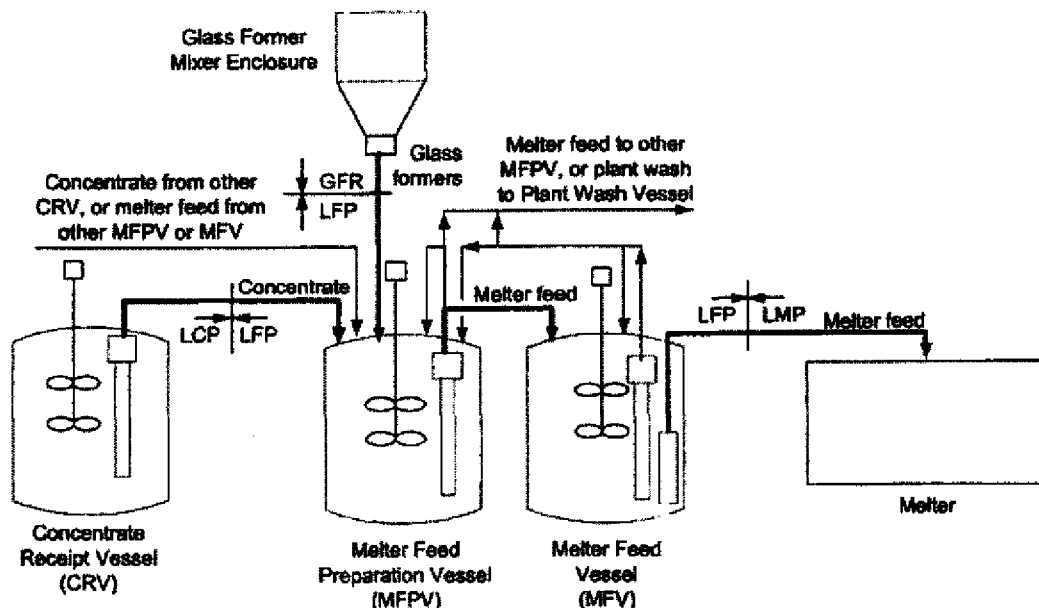 Glass Former
Mixer Enclosure
Glass
formers
GFR
LFP
Melter feed to other
MFPV, or plant wash
to Plant Wash Vessel
Concentrate from other
CRV, or melter feed from
other MFPV or MFV
Concentrate
LCP
LFP
Melter feed
LFP
LMP
Melter feed
Concentrate
Receipt Vessel
(CRV)
Melter Feed
Preparation Vessel
(MFPV)
Melter Feed
Vessel
(MFV)
Melter